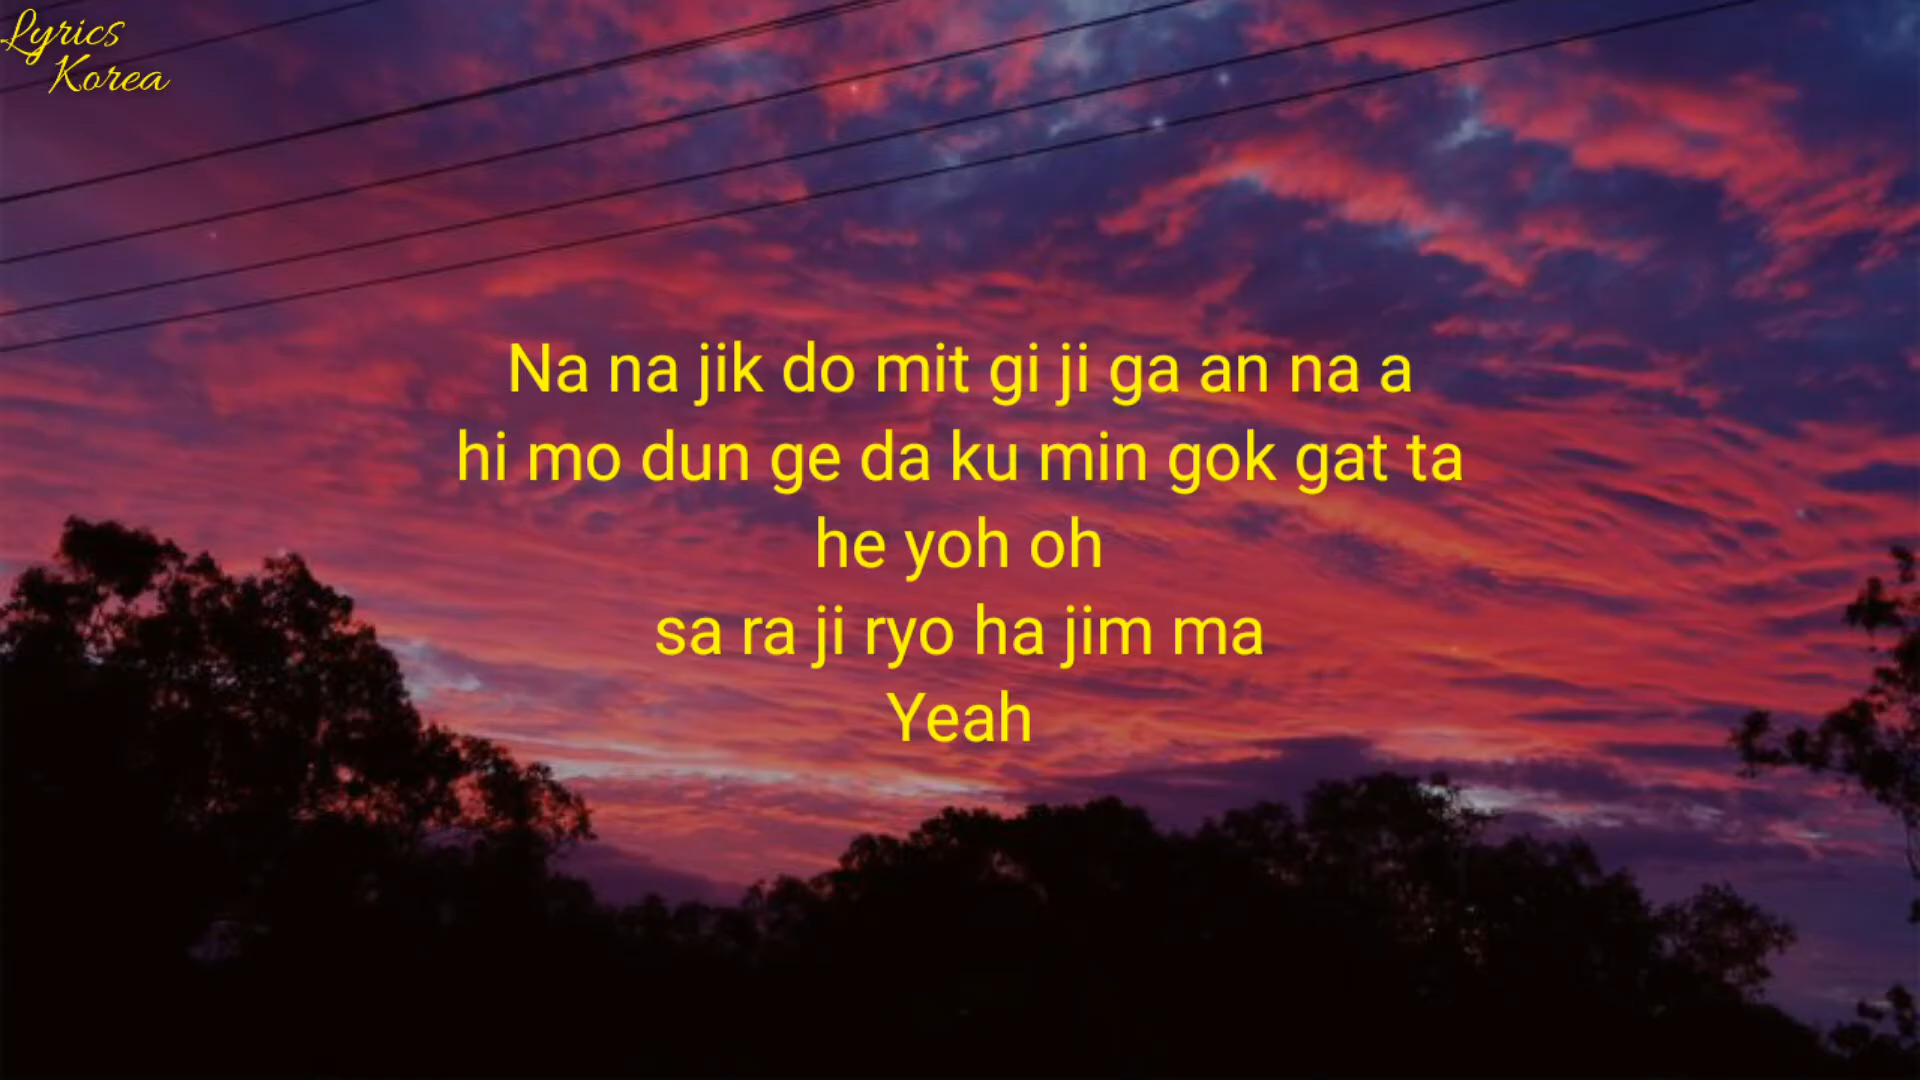 Lyrics
Korea
Na na jik do mit gi ji ga an na a
hi mo dun ge da ku min gok gat ta
he yoh oh
sa ra ji ryo ha jim ma
Yeah